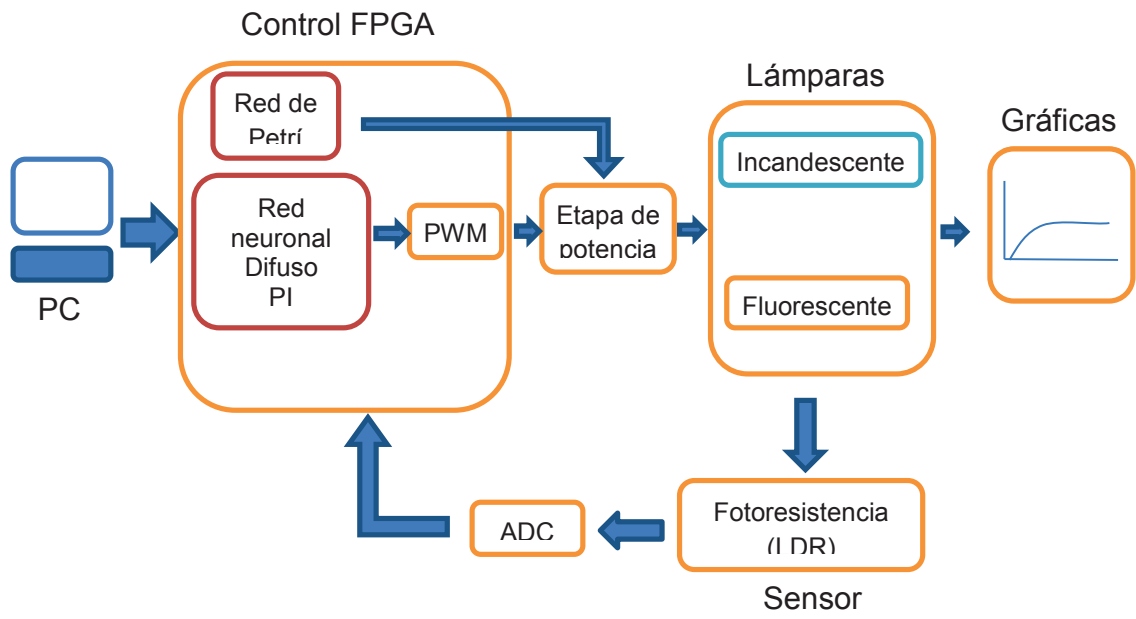 Control FPGA
Red de
Petrí
Red
neuronal
Difuso
PI
PWM
PC
Etapa de
potencia
Lámparas
Incandescente
Fluorescente
Gráficas
Fotoresistencia
(LDR)
Sensor
ADC